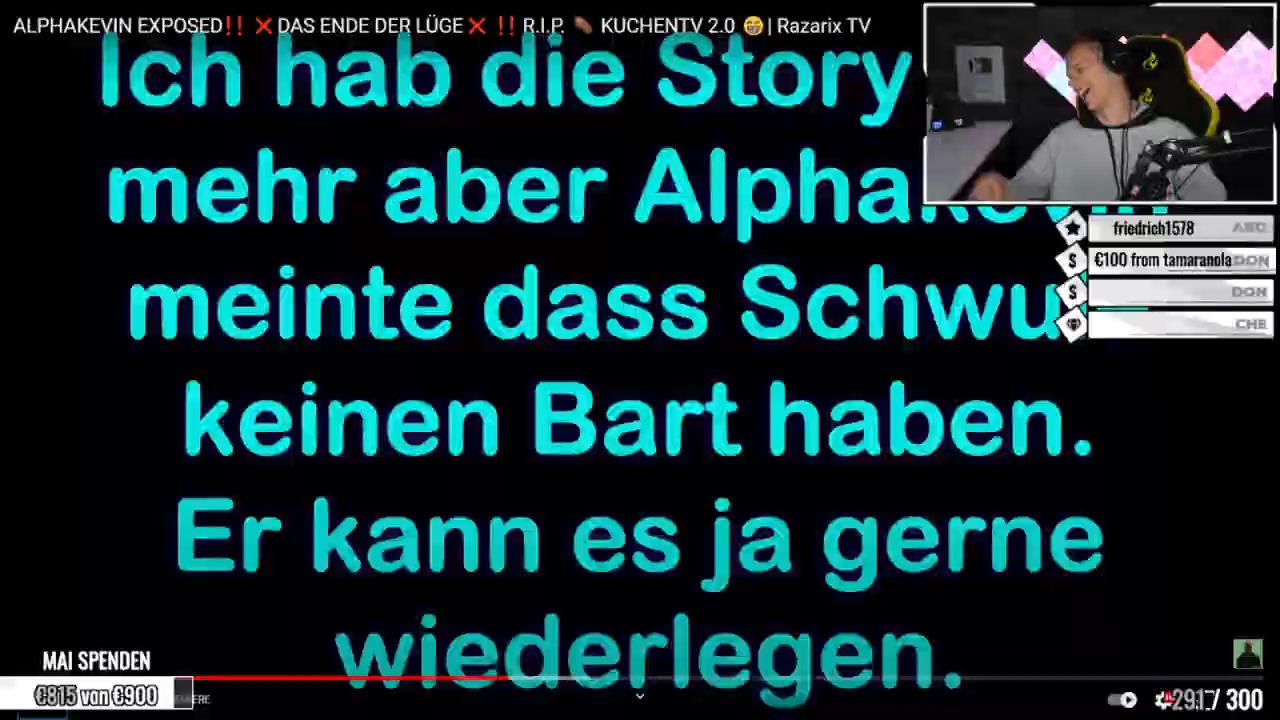 ALPHAKEVIN EXPOSED‼️ ❌DAS ENDE DER LÜGE❌ ‼️ R.I.P. ⚰️ KUCHENTV 2.0 😁 | Razarix TV
Ich hab die Story
mehr aber
meinte dass
keinen Bart haben.
Er kann es ja gerne
wiederlegen.
friedrich1578
€100 from tamaranola
DON
MAI SPENDEN
€815 von €900
291 / 300